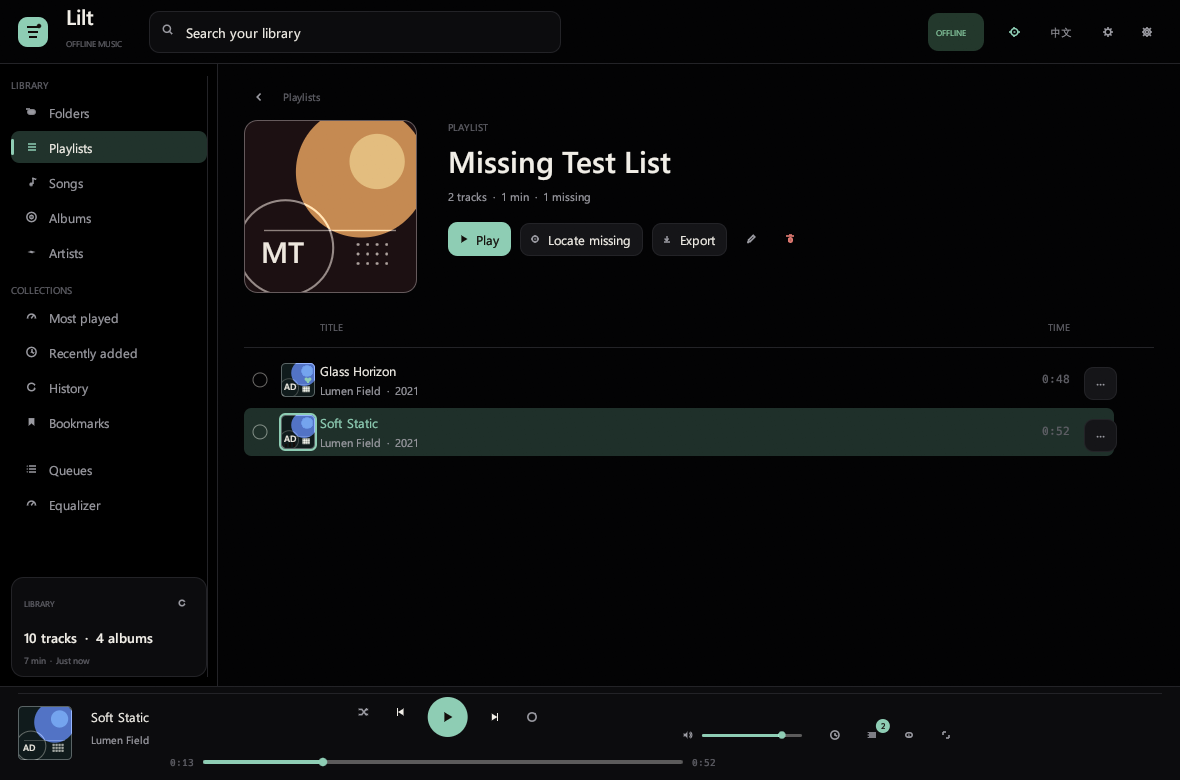 Lilt
OFFLINE MUSIC
Search your library
OFFLINE
中文
LIBRARY
Folders
Playlists
Songs
Albums
Artists
COLLECTIONS
Most played
Recently added
History
Bookmarks
Queues
Equalizer
LIBRARY
10 tracks · 4 albums
7 min · Just now
Playlists
MT
PLAYLIST
Missing Test List
2 tracks · 1 min · 1 missing
Play
Locate missing
Export
TITLE
TIME
AD
Glass Horizon
Lumen Field · 2021
0:48
...
AD
Soft Static
Lumen Field · 2021
0:52
...
AD
Soft Static
Lumen Field
0:13
0:52
2